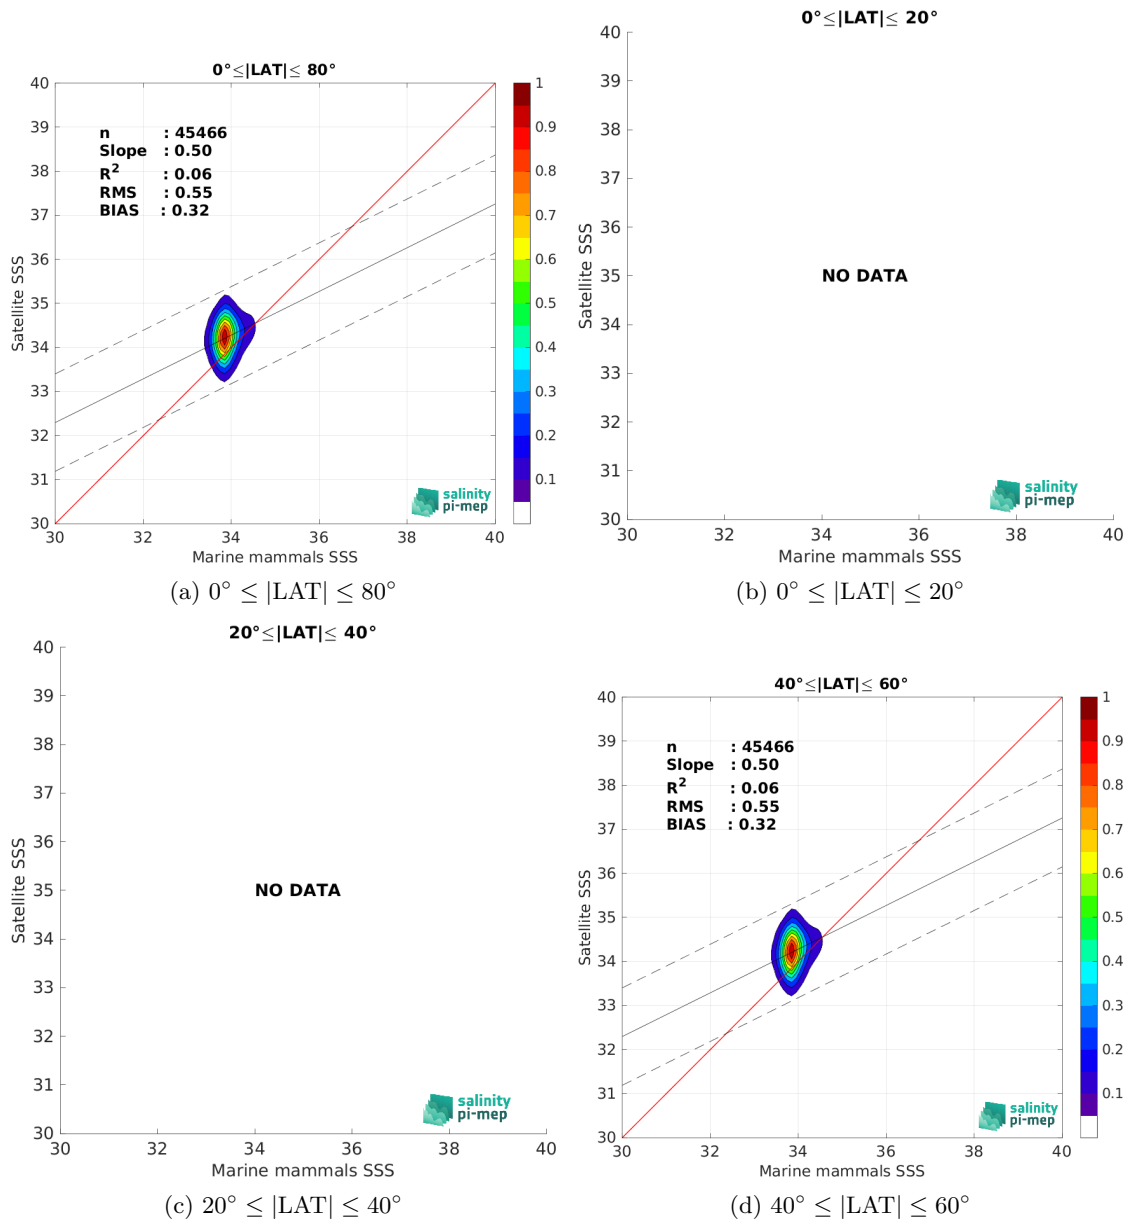 0°≤|LAT|≤ 80°
40
39
38
37
36
35
34
33
32
31
30
Satellite SSS
n : 45466
Slope : 0.50
R² : 0.06
RMS : 0.55
BIAS : 0.32
salinity
pi-mep
30 32 34 36 38 40
Marine mammals SSS
1
0.9
0.8
0.7
0.6
0.5
0.4
0.3
0.2
0.1
(a) 0° ≤ |LAT| ≤ 80°
0°≤|LAT|≤ 20°
40
39
38
37
36
35
34
33
32
31
30
Satellite SSS
NO DATA
salinity
pi-mep
30 32 34 36 38 40
Marine mammals SSS
(b) 0° ≤ |LAT| ≤ 20°
20°≤|LAT|≤ 40°
40
39
38
37
36
35
34
33
32
31
30
Satellite SSS
NO DATA
salinity
pi-mep
30 32 34 36 38 40
Marine mammals SSS
(c) 20° ≤ |LAT| ≤ 40°
40°≤|LAT|≤ 60°
40
39
38
37
36
35
34
33
32
31
30
Satellite SSS
n : 45466
Slope : 0.50
R² : 0.06
RMS : 0.55
BIAS : 0.32
salinity
pi-mep
30 32 34 36 38 40
Marine mammals SSS
1
0.9
0.8
0.7
0.6
0.5
0.4
0.3
0.2
0.1
(d) 40° ≤ |LAT| ≤ 60°